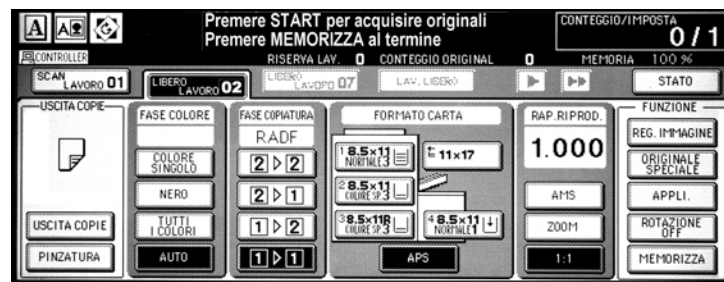 Premere START per acquisire originali
Premere MEMORIZZA al termine
CONTEGGIO/IMPOSTA
0/1
A A
CONTROLLER
RISERVA LAV. 0 CONTEGGIO ORIGINAL 0 MEMORIA 100 %
SCAN LAVORO 01
LIBERO LAVORO 02
LIBERO LAVORO 07
LAV.LIBERO
STATO
USCITA COPIE
USCITA COPIE
PINZATURA
FASE COLORE
COLORE SINGOLO
NERO
TUTTI I COLORI
AUTO
FASE COPIATURA
RADF
2 ▷ 2
2 ▷ 1
1 ▷ 2
1 ▷ 1
FORMATO CARTA
1 8.5×11
NORMALE 3
11×17
2 8.5×11
COLORE SP 3
3 8.5×11R
COLORE SP 3
4 8.5×11
NORMALE 1
APS
RAP.RIPROD.
1.000
AMS
ZOOM
1:1
FUNZIONE
REG. IMMAGINE
ORIGINALE SPECIALE
APPLI.
ROTAZIONE OFF
MEMORIZZA